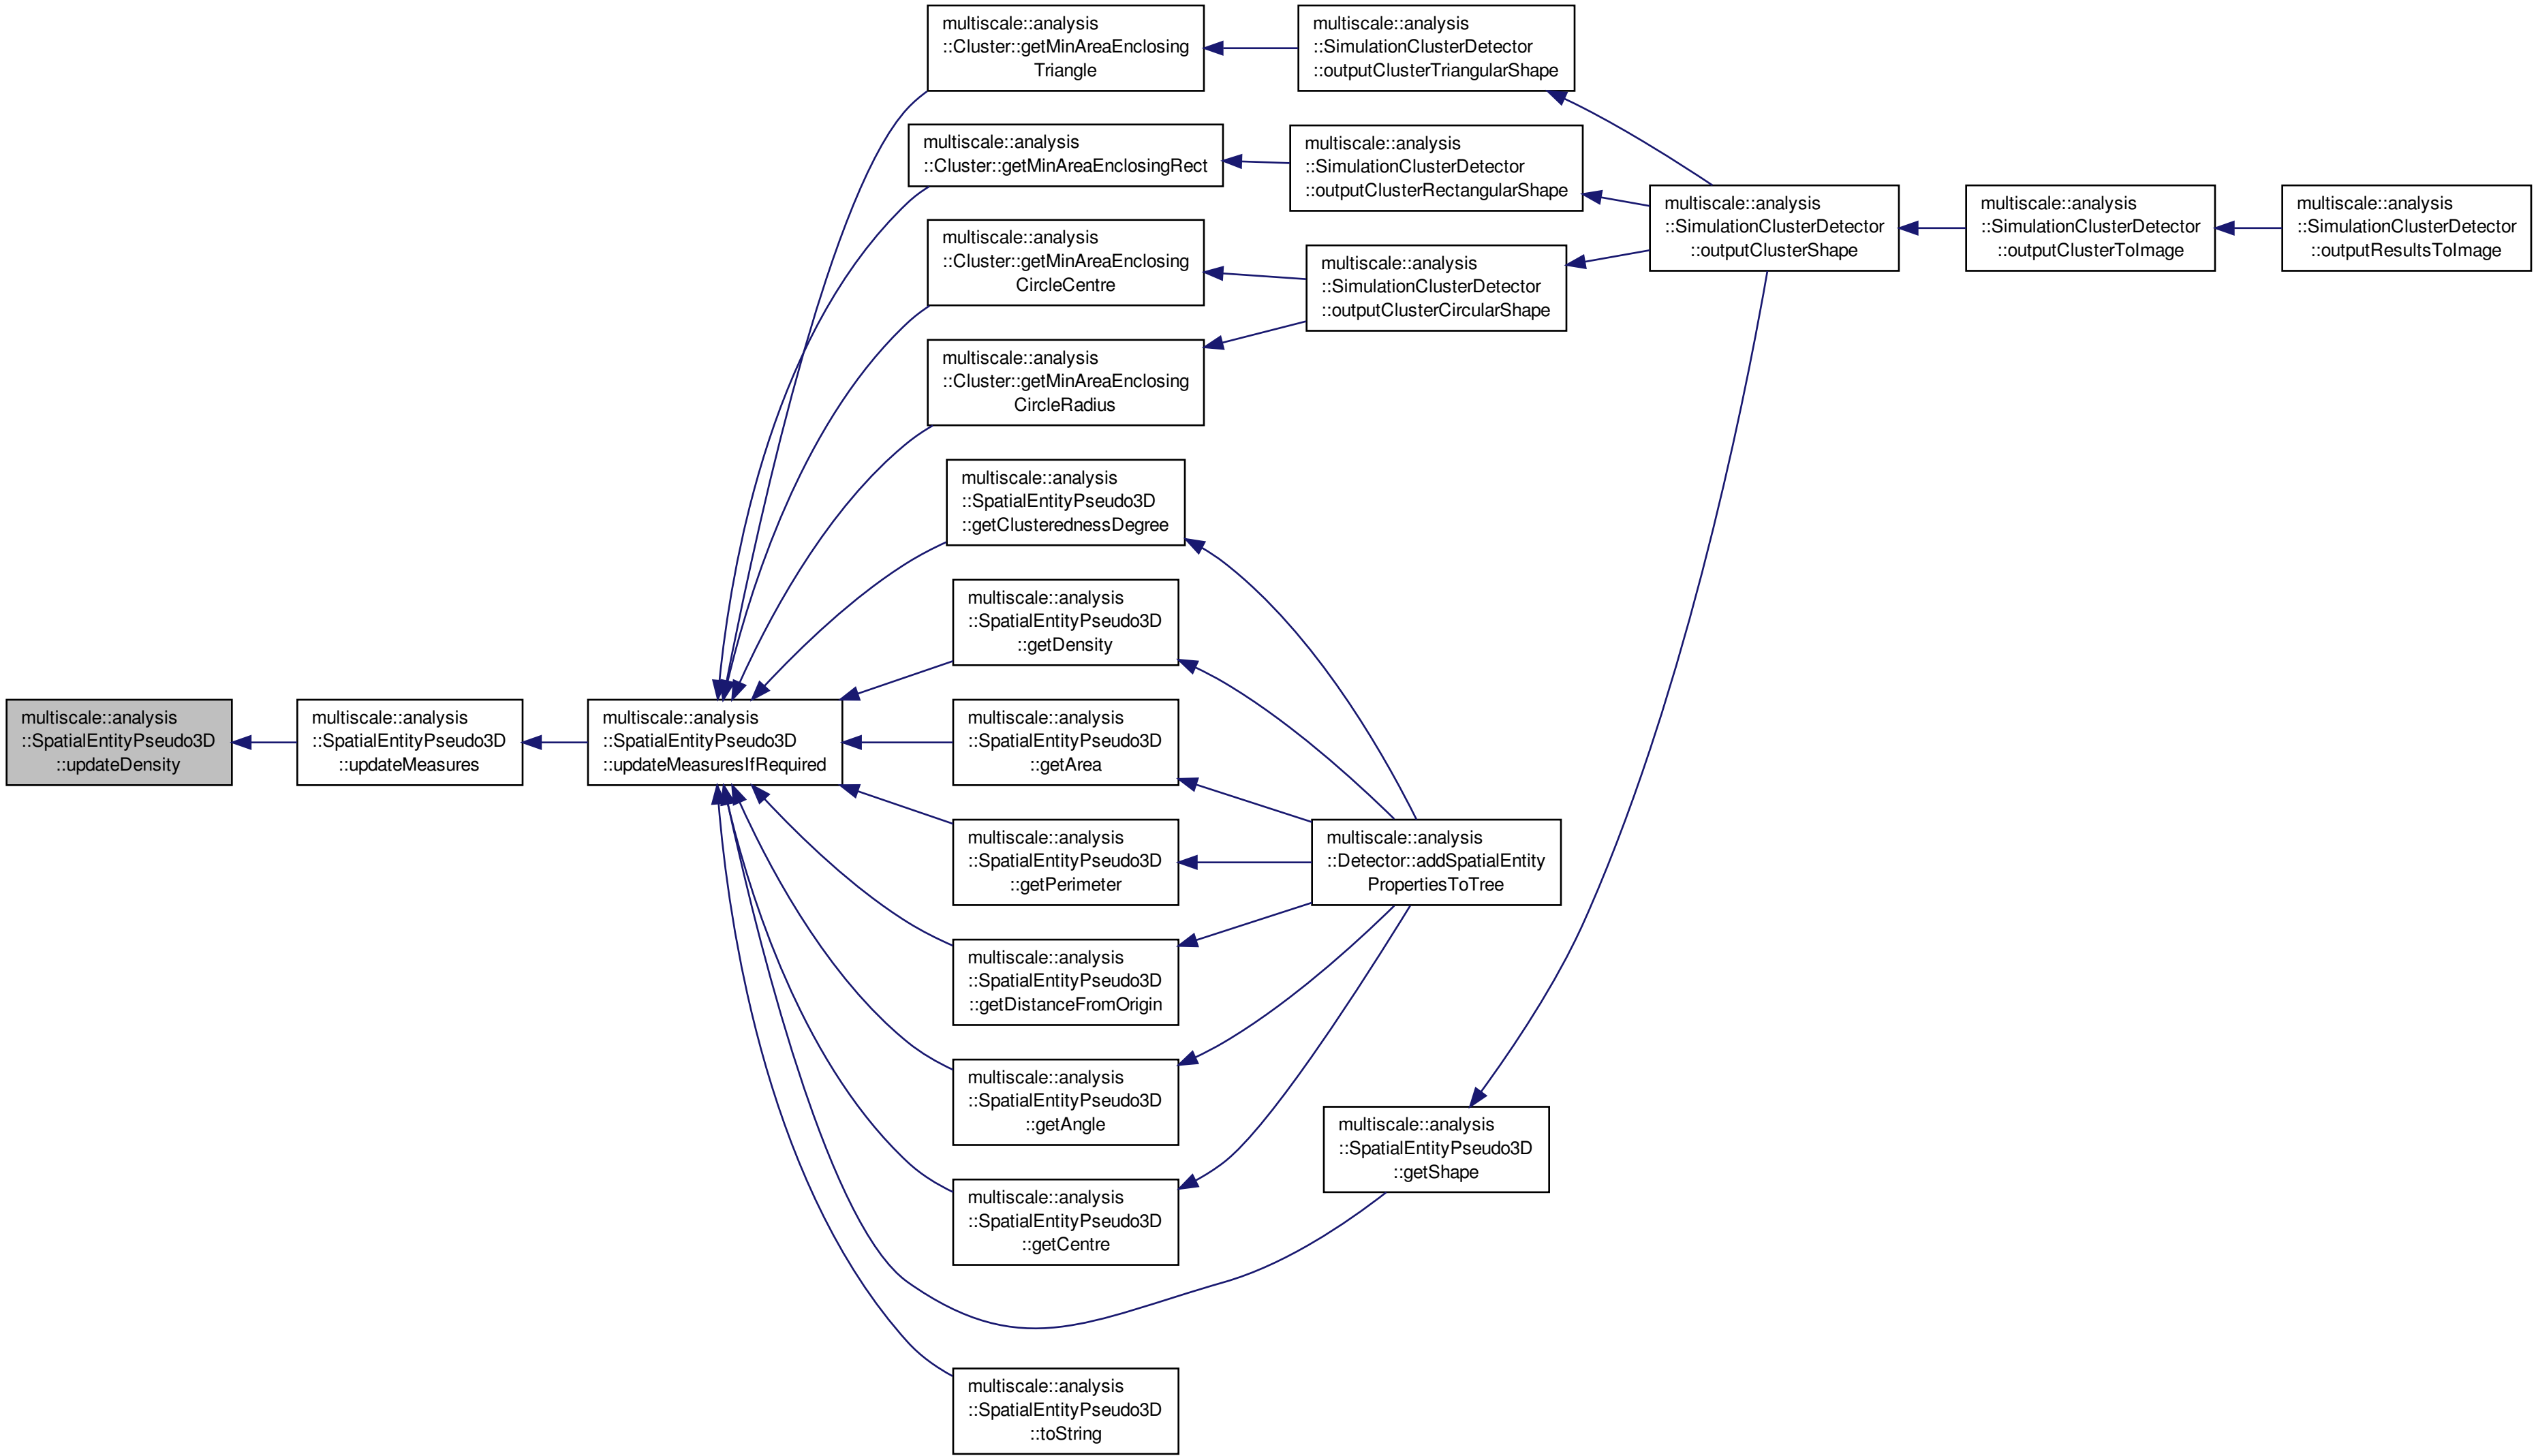 multiscale::analysis
::Cluster::getMinAreaEnclosing
Triangle
multiscale::analysis
::SimulationClusterDetector
::outputClusterTriangularShape
multiscale::analysis
::Cluster::getMinAreaEnclosingRect
multiscale::analysis
::SimulationClusterDetector
::outputClusterRectangularShape
multiscale::analysis
::SimulationClusterDetector
::outputClusterShape
multiscale::analysis
::SimulationClusterDetector
::outputClusterToImage
multiscale::analysis
::SimulationClusterDetector
::outputResultsToImage
multiscale::analysis
::Cluster::getMinAreaEnclosing
CircleCentre
multiscale::analysis
::SimulationClusterDetector
::outputClusterCircularShape
multiscale::analysis
::Cluster::getMinAreaEnclosing
CircleRadius
multiscale::analysis
::SpatialEntityPseudo3D
::getClusterednessDegree
multiscale::analysis
::SpatialEntityPseudo3D
::getDensity
multiscale::analysis
::SpatialEntityPseudo3D
::updateDensity
multiscale::analysis
::SpatialEntityPseudo3D
::updateMeasures
multiscale::analysis
::SpatialEntityPseudo3D
::updateMeasuresIfRequired
multiscale::analysis
::SpatialEntityPseudo3D
::getArea
multiscale::analysis
::SpatialEntityPseudo3D
::getPerimeter
multiscale::analysis
::Detector::addSpatialEntity
PropertiesToTree
multiscale::analysis
::SpatialEntityPseudo3D
::getDistanceFromOrigin
multiscale::analysis
::SpatialEntityPseudo3D
::getAngle
multiscale::analysis
::SpatialEntityPseudo3D
::getShape
multiscale::analysis
::SpatialEntityPseudo3D
::getCentre
multiscale::analysis
::SpatialEntityPseudo3D
::toString